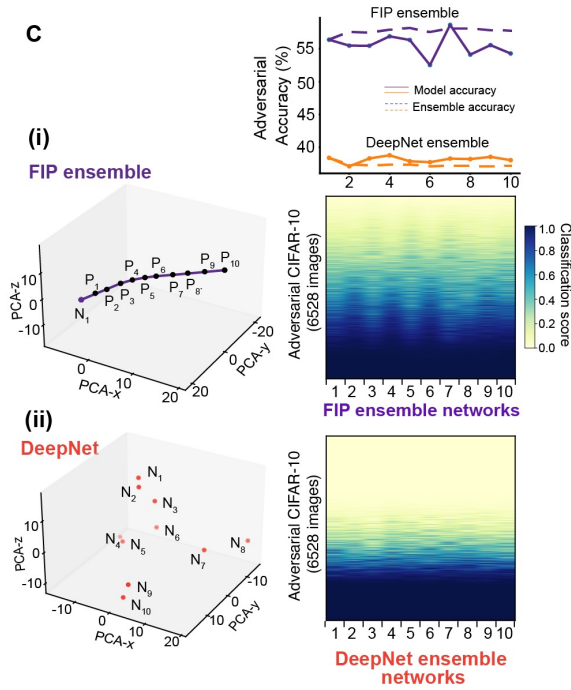 C
FIP ensemble
Adversarial
Accuracy (%)
55
50
45
40
Model accuracy
Ensemble accuracy
DeepNet ensemble
2 4 6 8 10
(i)
FIP ensemble
PCA-z
10
0
-10
N1
P1
P2
P3
P4
P5
P6
P7
P8'
P9
P10
0
10
20
PCA-x
-20
0
20
PCA-y
Adversarial CIFAR-10
(6528 images)
1.0
0.8
0.6
0.4
0.2
0.0
Classification
score
1 2 3 4 5 6 7 8 9 10
FIP ensemble networks
(ii)
DeepNet
PCA-z
10
0
-10
N1
N2
N3
N4
N5
N6
N7
N8
N9
N10
-10
0
10
20
PCA-x
-10
0
10
PCA-y
Adversarial CIFAR-10
(6528 images)
1 2 3 4 5 6 7 8 9 10
DeepNet ensemble
networks